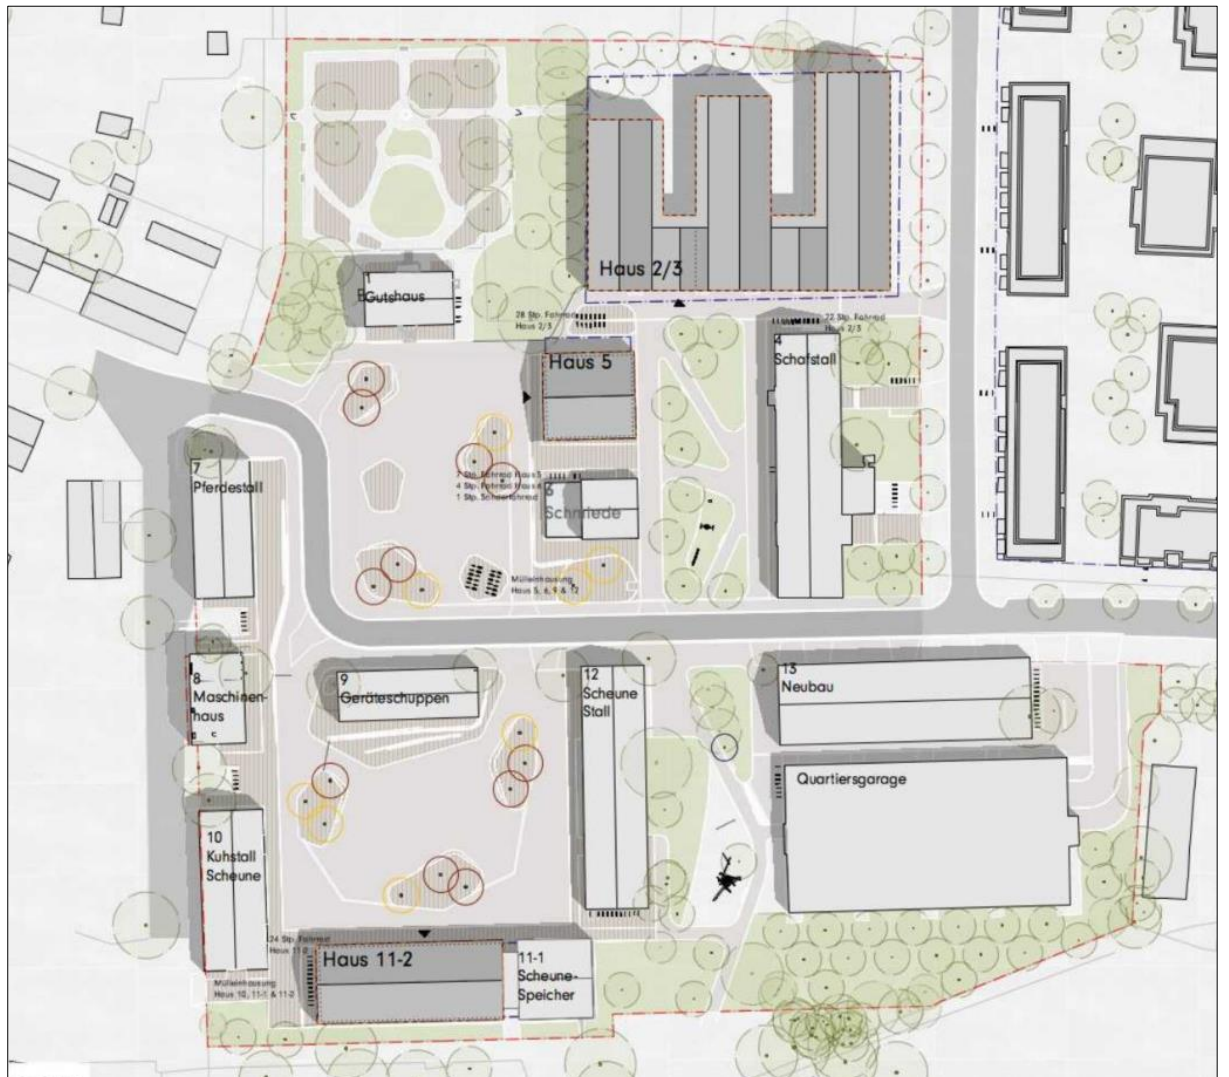 Haus 2/3
1
Gutshaus
28 Stp. Fahrrad
Haus 2/3
22 Stp. Fahrrad
Haus 2/3
Haus 5
4
Schafstall
7
Pferdestall
7 Stp. Fahrrad Haus 5
4 Stp. Fahrrad Haus 6
1 Stp.
6
Schmiede
Mülleinhausung
Haus 5, 6, 9 & 12
8
Maschinen-
haus
9
Geräteschuppen
12
Scheune
Stall
13
Neubau
Quartiersgarage
10
Kuhstall
Scheune
24 Stp. Fahrrad
Haus 11-2
Haus 11-2
11-1
Scheune-
Speicher
Mülleinhausung
Haus 10, 11-1 & 11-2